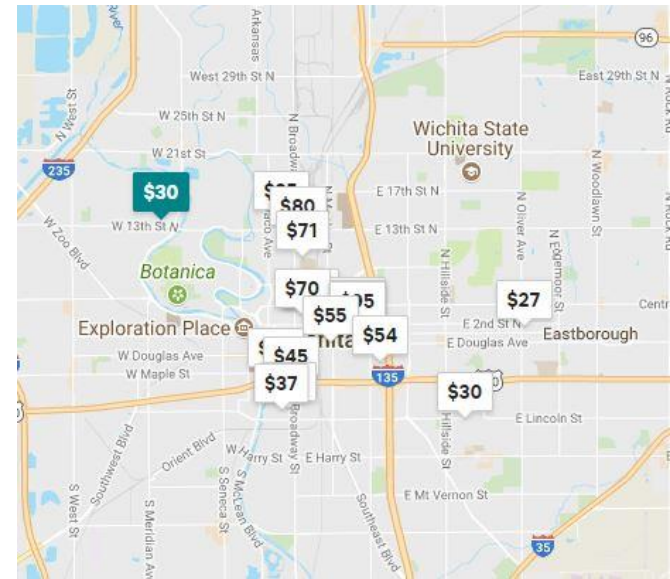 River
Arkansas
96
West 29th St N
East 29th St N
N West St
N Broadway
N Rock Rd
W 25th St N
Wichita State
University
W 21st St
235
N Woodlawn St
$30
E 17th St N
$80
N Oliver Ave
W 13th St N
$71
E 13th St N
W Zoo Blvd
N Hillside St
N Edgemoor St
Botanica
$70
$27
$55
Exploration Place
$54
E 2nd St N
Eastborough
E Douglas Ave
W Douglas Ave
$45
W Maple St
$37
135
$30
Broadway St
Hillside St
E Lincoln St
Southwest Blvd
Orient Blvd
W Harry St
E Harry St
S West St
S Meridian Ave
S Seneca St
S McLean Blvd
E Mt Vernon St
Southeast Blvd
35